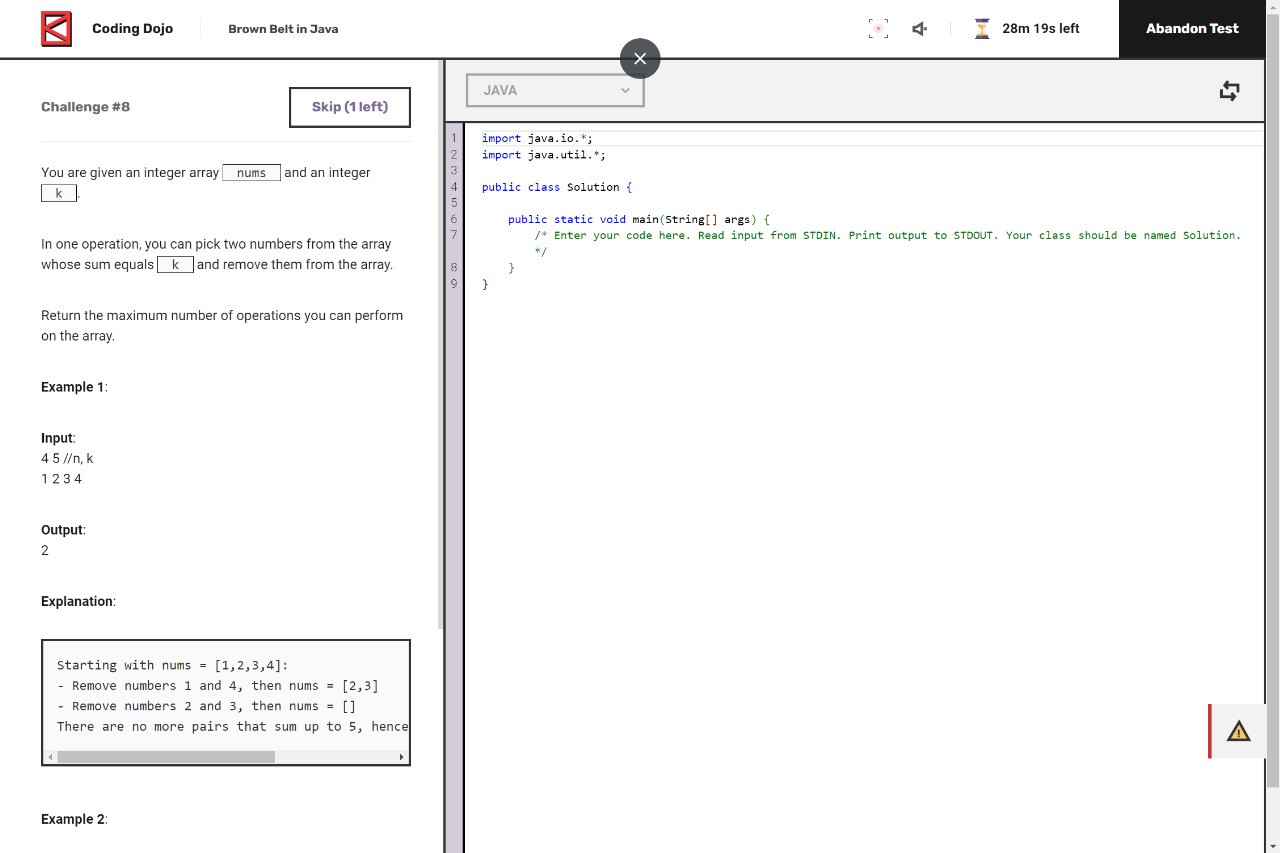 Coding Dojo
Brown Belt in Java
28m 19s left
Abandon Test
Challenge #8
Skip (1 left)
You are given an integer array nums and an integer
k.
In one operation, you can pick two numbers from the array
whose sum equals k and remove them from the array.
Return the maximum number of operations you can perform
on the array.
Example 1:
Input:
4 5 //n, k
1 2 3 4
Output:
2
Explanation:
Starting with nums = [1,2,3,4]:
- Remove numbers 1 and 4, then nums = [2,3]
- Remove numbers 2 and 3, then nums = []
There are no more pairs that sum up to 5, hence
Example 2:
JAVA
1 import java.io.*;
2 import java.util.*;
3
4 public class Solution {
5
6 public static void main(String[] args) {
7 /* Enter your code here. Read input from STDIN. Print output to STDOUT. Your class should be named Solution.
*/
8 }
9 }